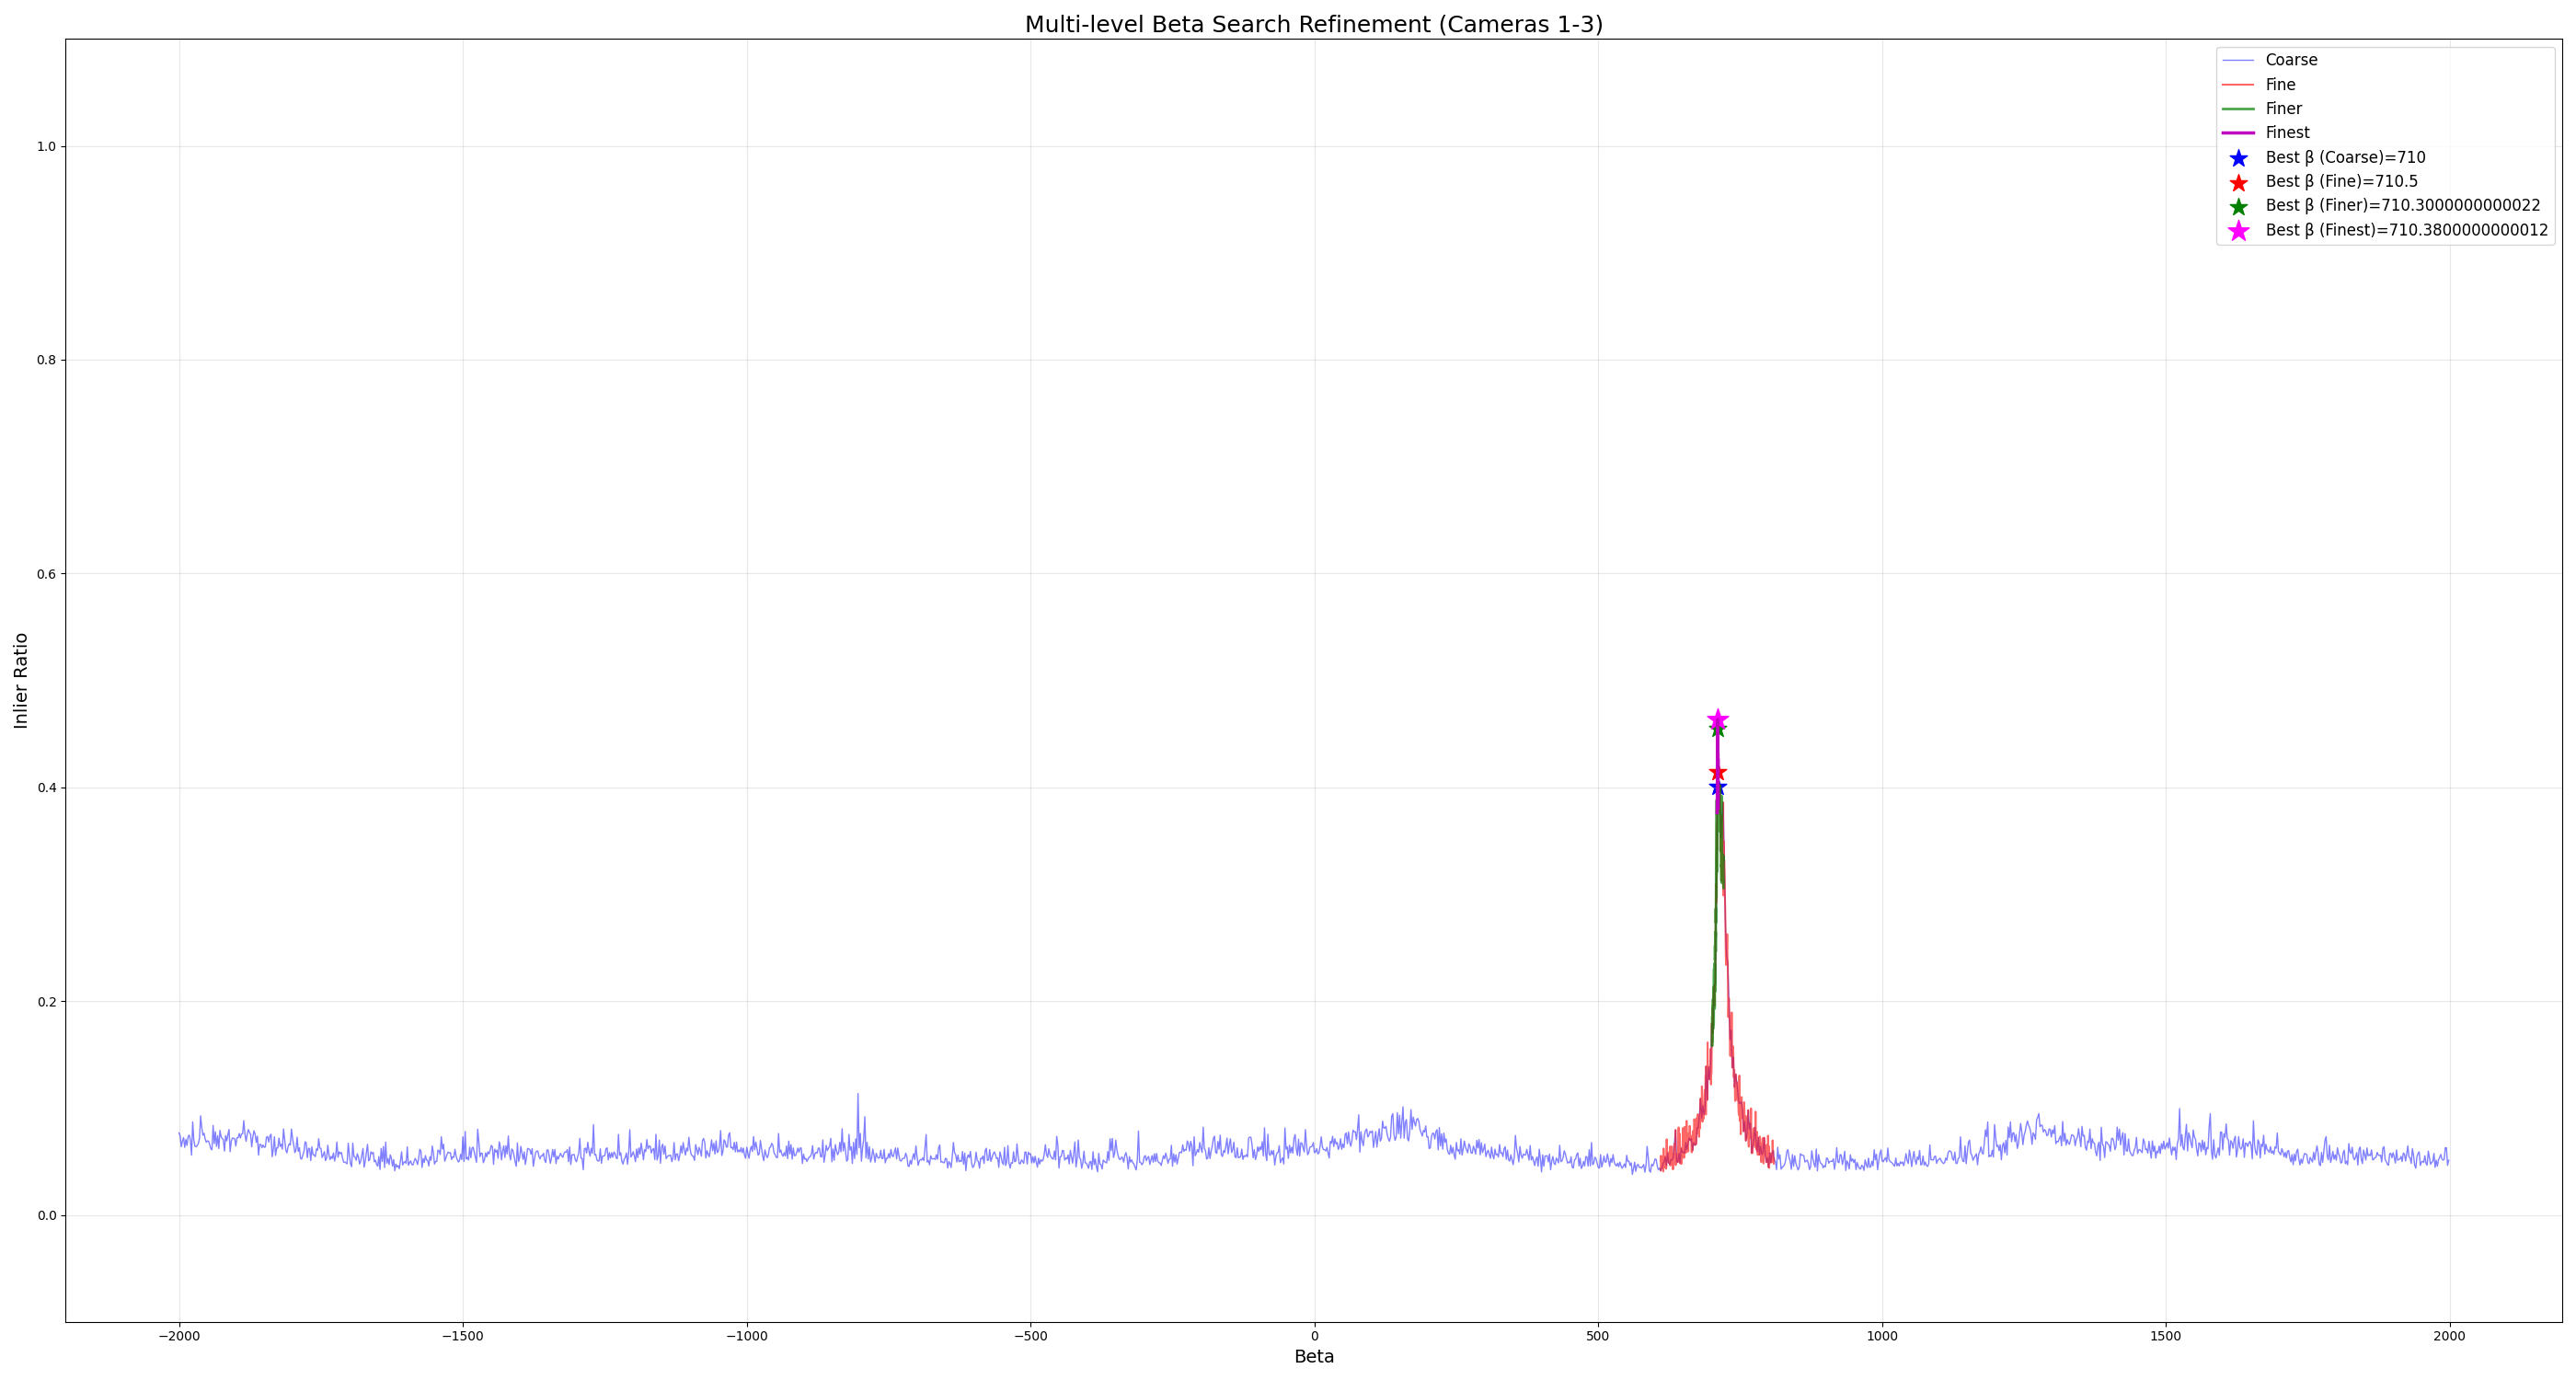 Multi-level Beta Search Refinement (Cameras 1-3)
Coarse
Fine
Finer
Finest
Best β (Coarse)=710
Best β (Fine)=710.5
Best β (Finer)=710.3000000000022
Best β (Finest)=710.3800000000012
1.0
0.8
0.6
0.4
0.2
0.0
Inlier Ratio
−2000 −1500 −1000 −500 0 500 1000 1500 2000
Beta